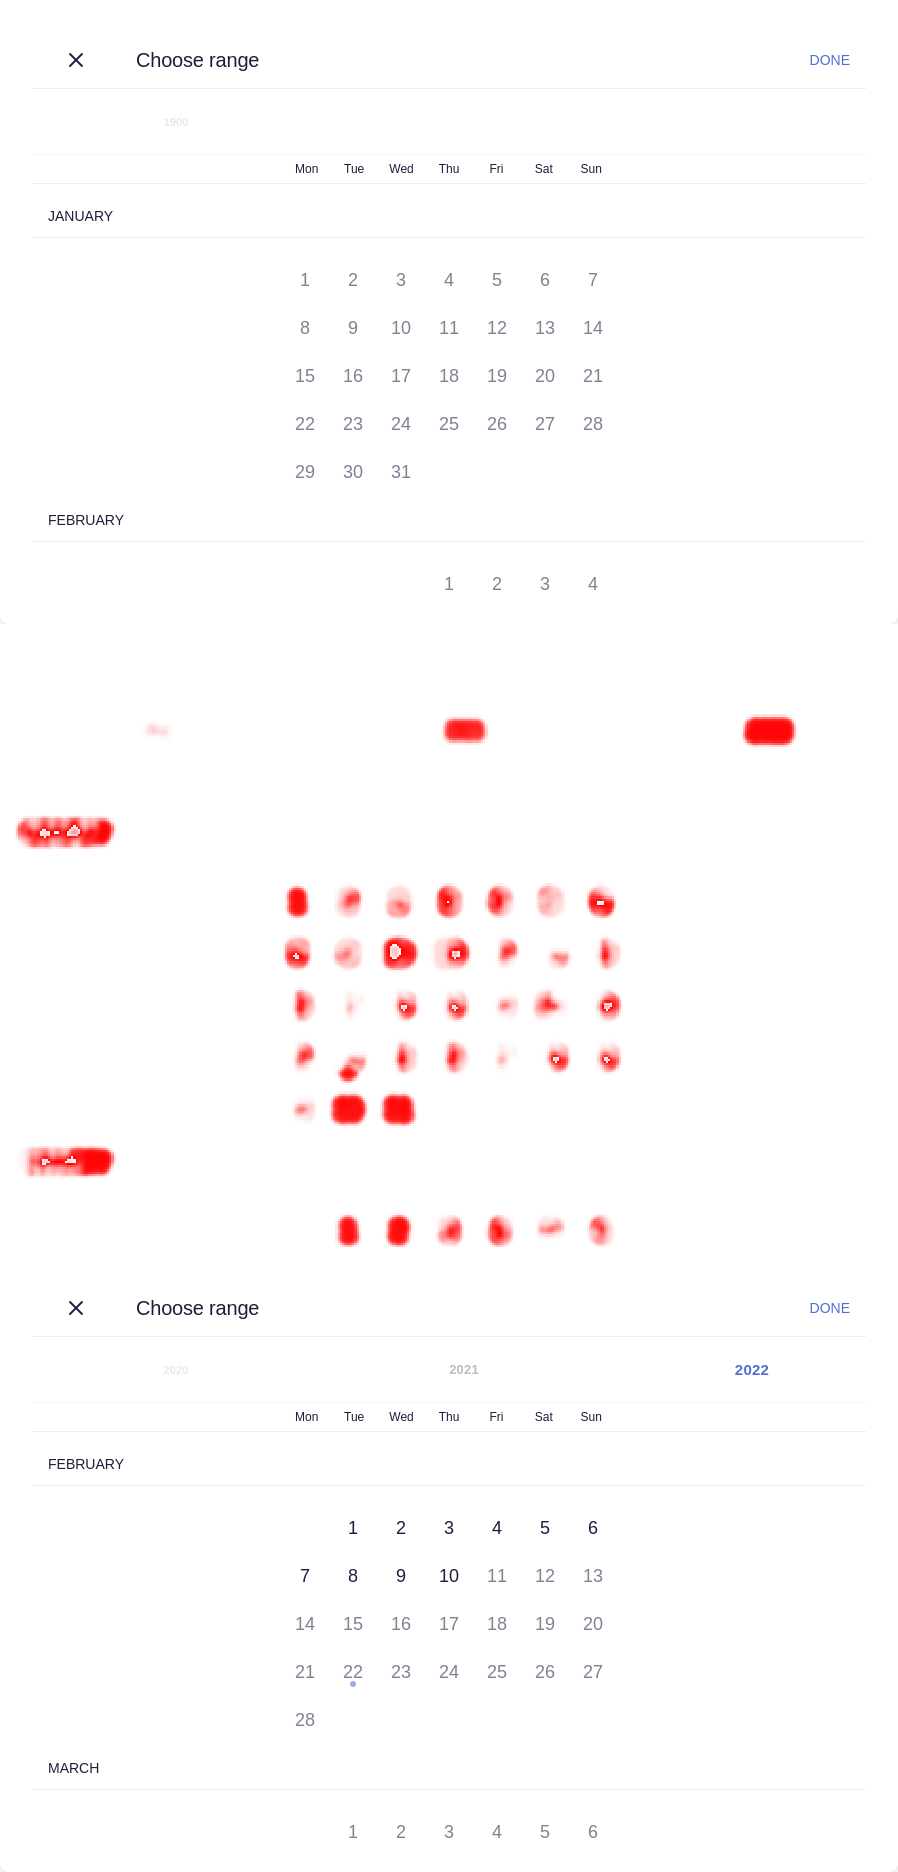 Choose range DONE
1900
Mon Tue Wed Thu Fri Sat Sun
JANUARY
1 2 3 4 5 6 7
8 9 10 11 12 13 14
15 16 17 18 19 20 21
22 23 24 25 26 27 28
29 30 31
FEBRUARY
1 2 3 4
Choose range DONE
2020 2021 2022
Mon Tue Wed Thu Fri Sat Sun
FEBRUARY
1 2 3 4 5 6
7 8 9 10 11 12 13
14 15 16 17 18 19 20
21 22 23 24 25 26 27
28
MARCH
1 2 3 4 5 6